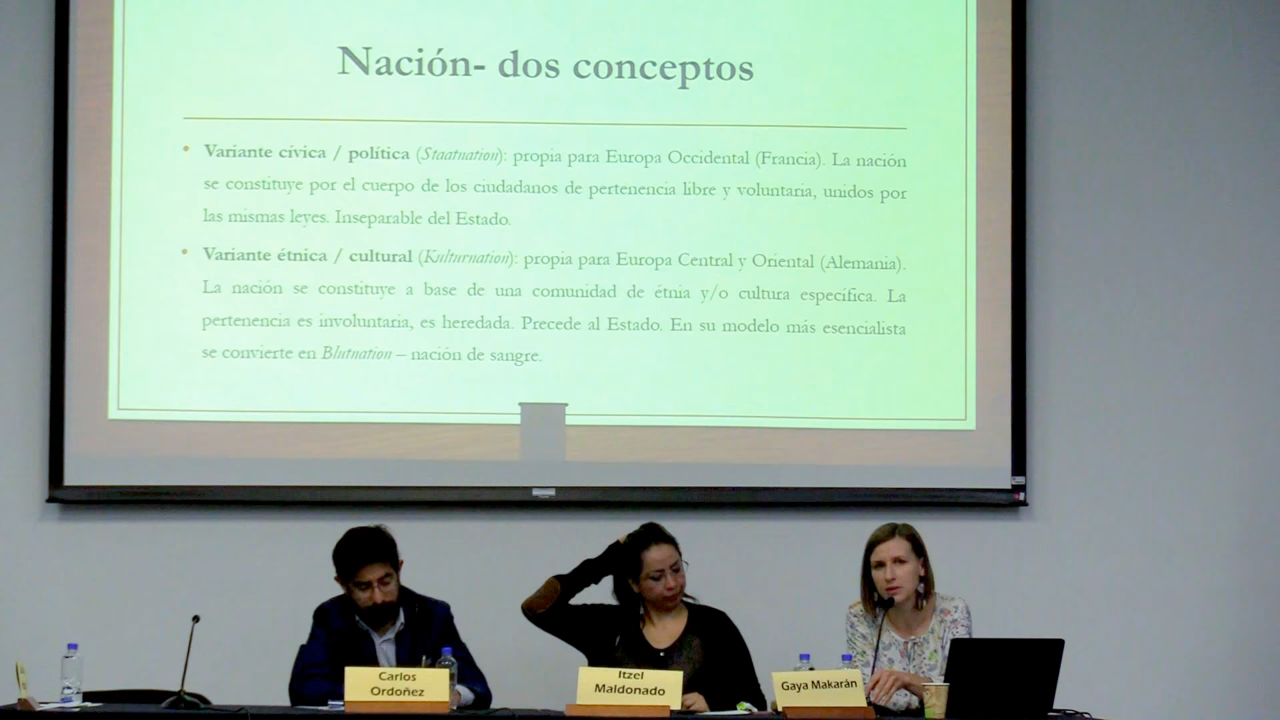 Nación- dos conceptos
• Variante cívica / política (Staatnation): propia para Europa Occidental (Francia). La nación
se constituye por el cuerpo de los ciudadanos de pertenencia libre y voluntaria, unidos por
las mismas leyes. Inseparable del Estado.
• Variante étnica / cultural (Kulturnation): propia para Europa Central y Oriental (Alemania).
La nación se constituye a base de una comunidad de étnia y/o cultura específica. La
pertenencia es involuntaria, es heredada. Precede al Estado. En su modelo más esencialista
se convierte en Blutnation – nación de sangre.
Carlos
Ordoñez
Itzel
Maldonado
Gaya Makarán